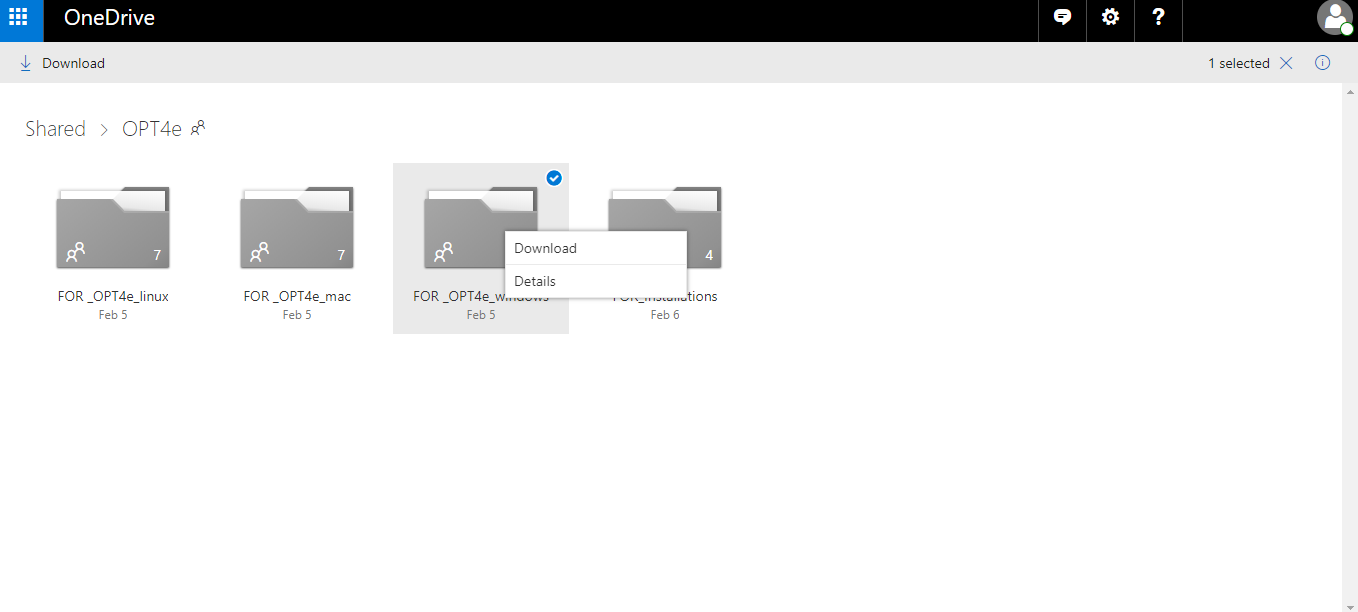 OneDrive
?
Download
1 selected
Shared > OPT4e
7
7
4
Download
Details
FOR _OPT4e_linux
FOR _OPT4e_mac
FOR _OPT4e_windows
FOR_Installations
Feb 5
Feb 5
Feb 5
Feb 6